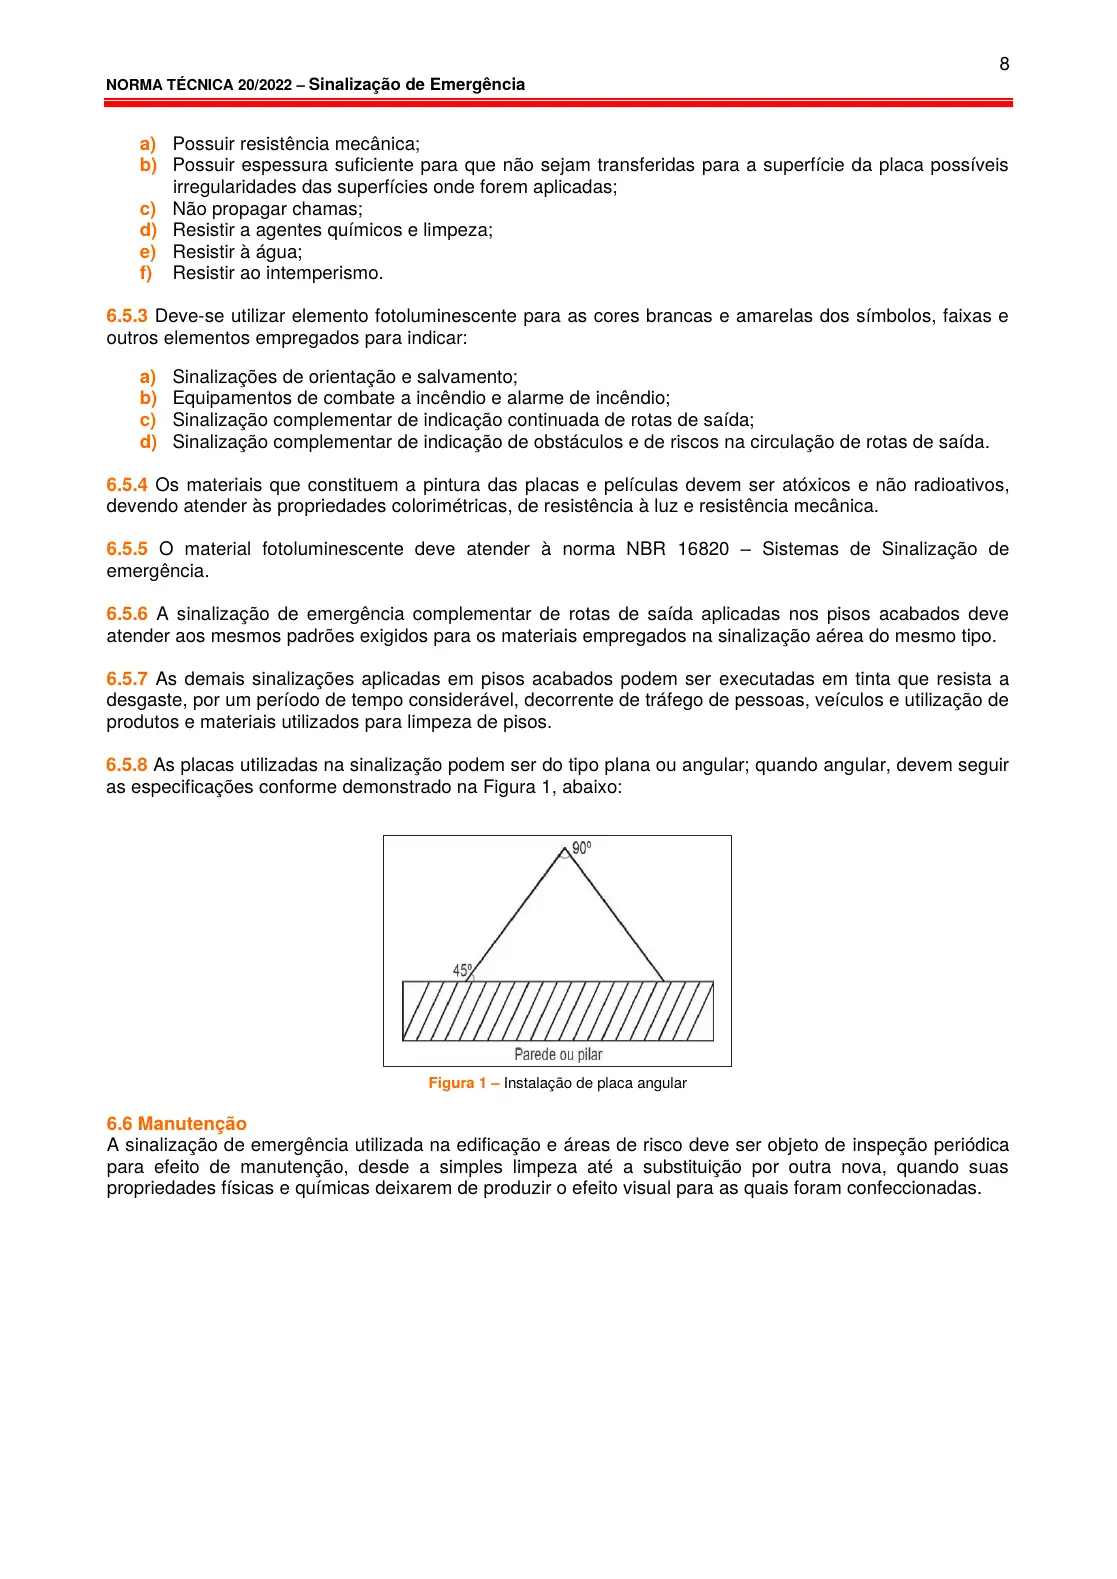 8
NORMA TÉCNICA 20/2022 – Sinalização de Emergência
a) Possuir resistência mecânica;
b) Possuir espessura suficiente para que não sejam transferidas para a superfície da placa possíveis
irregularidades das superfícies onde forem aplicadas;
c) Não propagar chamas;
d) Resistir a agentes químicos e limpeza;
e) Resistir à água;
f) Resistir ao intemperismo.
6.5.3 Deve-se utilizar elemento fotoluminescente para as cores brancas e amarelas dos símbolos, faixas e
outros elementos empregados para indicar:
a) Sinalizações de orientação e salvamento;
b) Equipamentos de combate a incêndio e alarme de incêndio;
c) Sinalização complementar de indicação continuada de rotas de saída;
d) Sinalização complementar de indicação de obstáculos e de riscos na circulação de rotas de saída.
6.5.4 Os materiais que constituem a pintura das placas e películas devem ser atóxicos e não radioativos,
devendo atender às propriedades colorimétricas, de resistência à luz e resistência mecânica.
6.5.5 O material fotoluminescente deve atender à norma NBR 16820 – Sistemas de Sinalização de
emergência.
6.5.6 A sinalização de emergência complementar de rotas de saída aplicadas nos pisos acabados deve
atender aos mesmos padrões exigidos para os materiais empregados na sinalização aérea do mesmo tipo.
6.5.7 As demais sinalizações aplicadas em pisos acabados podem ser executadas em tinta que resista a
desgaste, por um período de tempo considerável, decorrente de tráfego de pessoas, veículos e utilização de
produtos e materiais utilizados para limpeza de pisos.
6.5.8 As placas utilizadas na sinalização podem ser do tipo plana ou angular; quando angular, devem seguir
as especificações conforme demonstrado na Figura 1, abaixo:
90º
45º
Parede ou pilar
Figura 1 – Instalação de placa angular
6.6 Manutenção
A sinalização de emergência utilizada na edificação e áreas de risco deve ser objeto de inspeção periódica
para efeito de manutenção, desde a simples limpeza até a substituição por outra nova, quando suas
propriedades físicas e químicas deixarem de produzir o efeito visual para as quais foram confeccionadas.